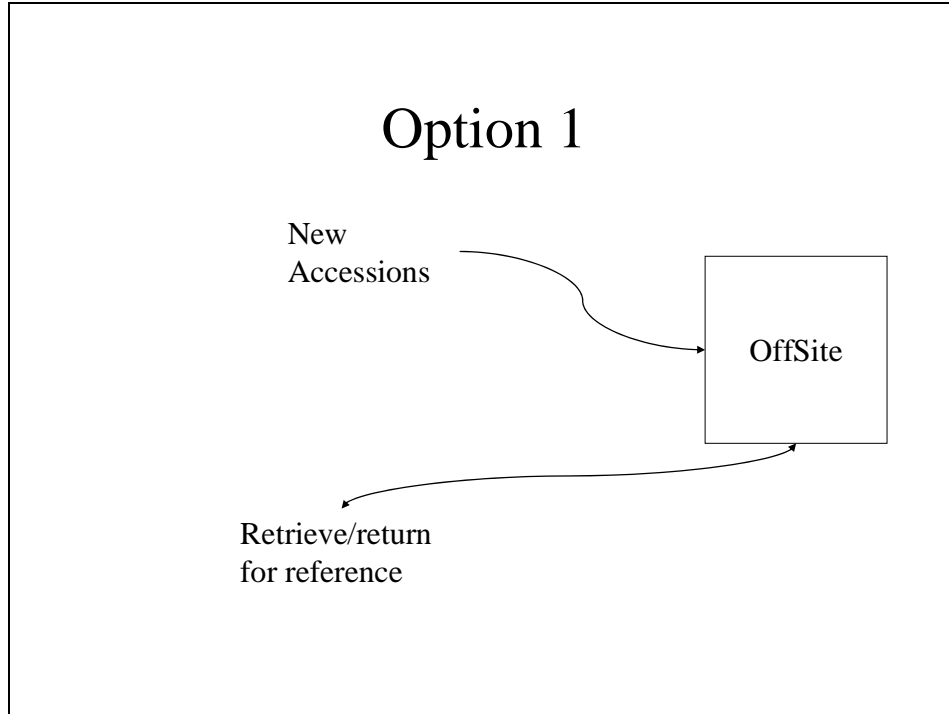 Option 1
New
Accessions
OffSite
Retrieve/return
for reference